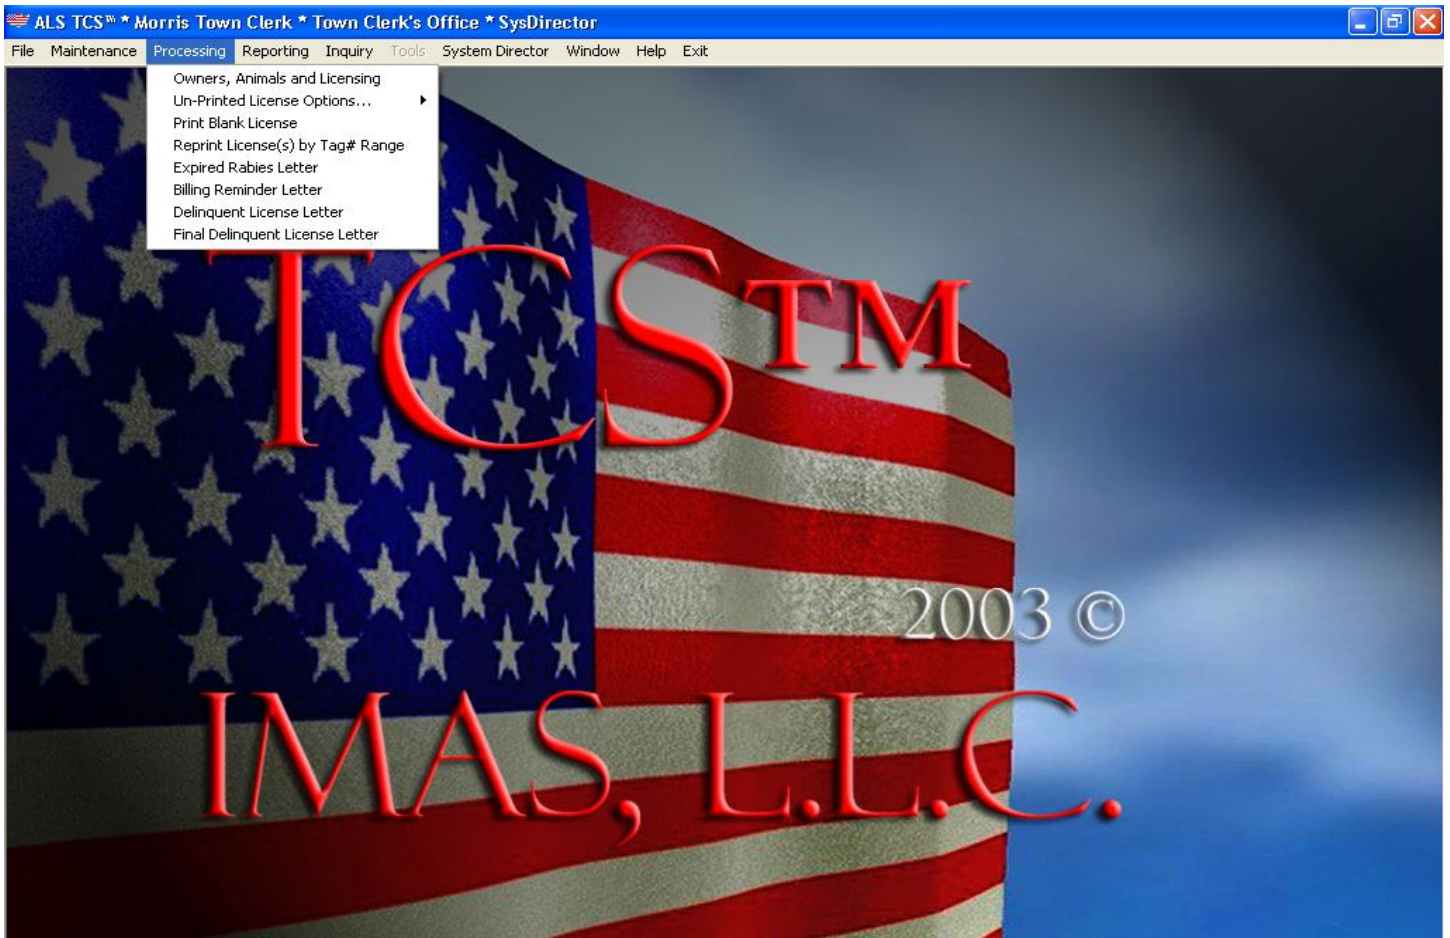 ALS TCS™ * Morris Town Clerk * Town Clerk's Office * SysDirector
File Maintenance Processing Reporting Inquiry Tools System Director Window Help Exit
Owners, Animals and Licensing
Un-Printed License Options...
Print Blank License
Reprint License(s) by Tag# Range
Expired Rabies Letter
Billing Reminder Letter
Delinquent License Letter
Final Delinquent License Letter
TCS™
2003 ©
IMAS, L.L.C.